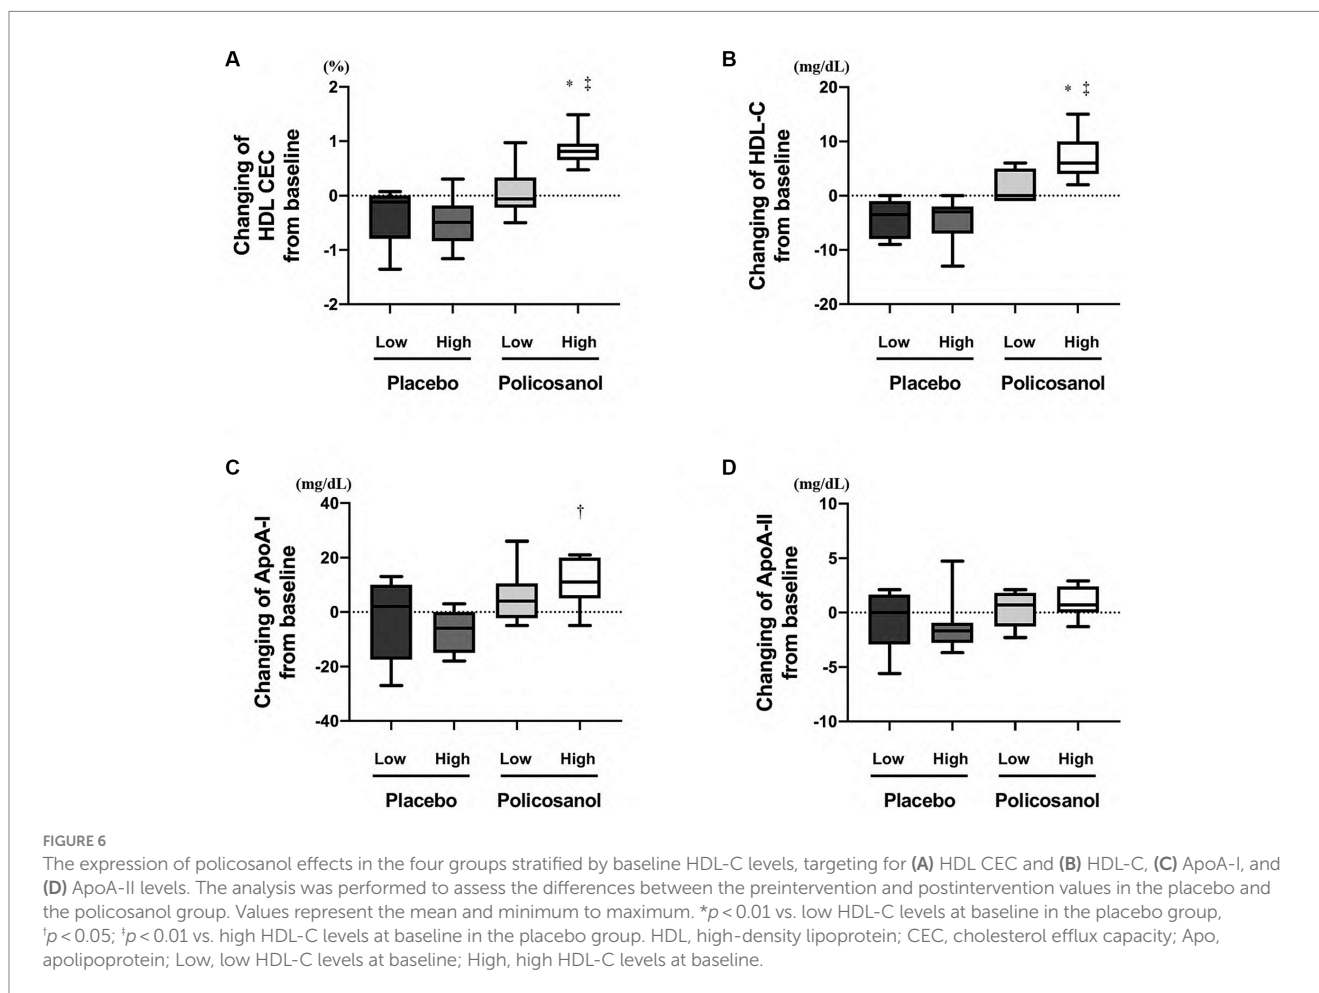 A
(%)
Changing of
HDL CEC
from baseline
2
1
0
-1
-2
Low High Low High
Placebo Policosanol
B
(mg/dL)
Changing of HDL-C
from baseline
20
10
0
-10
-20
* ‡
* ‡
Low High Low High
Placebo Policosanol
C
(mg/dL)
Changing of ApoA-I
from baseline
40
20
0
-20
-40
†
Low High Low High
Placebo Policosanol
D
(mg/dL)
Changing of ApoA-II
from baseline
10
5
0
-5
-10
Low High Low High
Placebo Policosanol
FIGURE 6
The expression of policosanol effects in the four groups stratified by baseline HDL-C levels, targeting for (A) HDL CEC and (B) HDL-C, (C) ApoA-I, and
(D) ApoA-II levels. The analysis was performed to assess the differences between the preintervention and postintervention values in the placebo and
the policosanol group. Values represent the mean and minimum to maximum. *p < 0.01 vs. low HDL-C levels at baseline in the placebo group,
†p < 0.05; ‡p < 0.01 vs. high HDL-C levels at baseline in the placebo group. HDL, high-density lipoprotein; CEC, cholesterol efflux capacity; Apo,
apolipoprotein; Low, low HDL-C levels at baseline; High, high HDL-C levels at baseline.